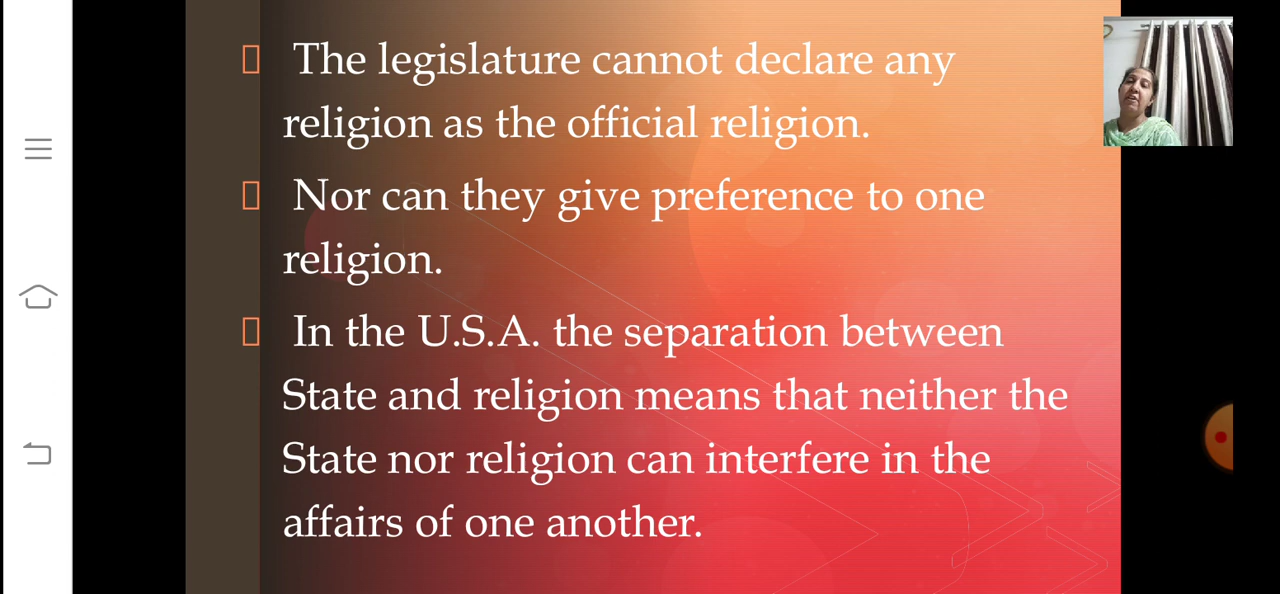 The legislature cannot declare any
religion as the official religion.
Nor can they give preference to one
religion.
In the U.S.A. the separation between
State and religion means that neither the
State nor religion can interfere in the
affairs of one another.